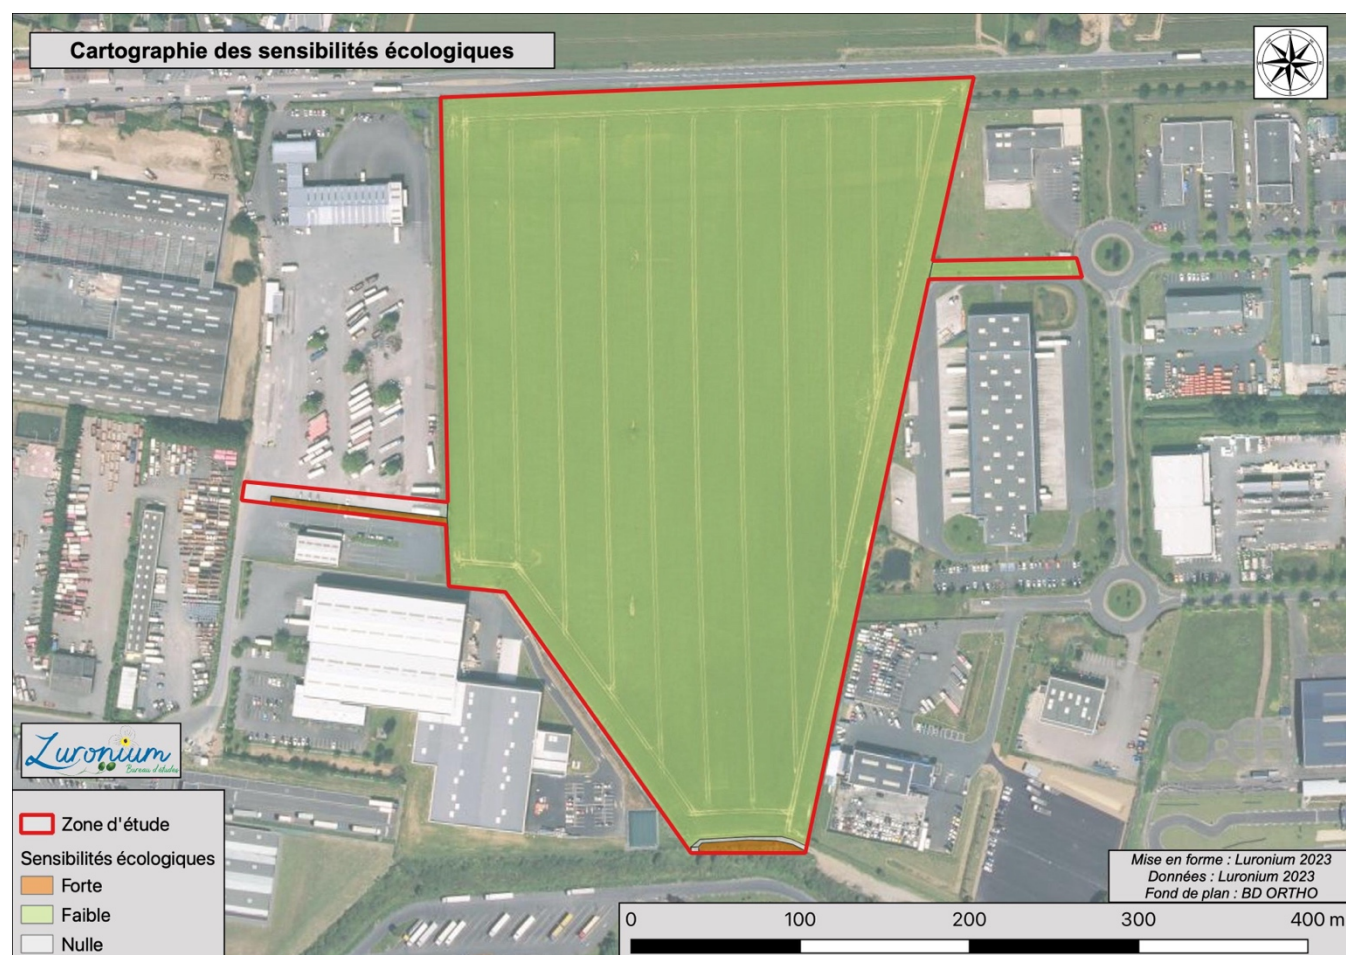 Cartographie des sensibilités écologiques
Luronium
Bureau d'études
Zone d'étude
Sensibilités écologiques
Forte
Faible
Nulle
Mise en forme : Luronium 2023
Données : Luronium 2023
Fond de plan : BD ORTHO
0 100 200 300 400 m